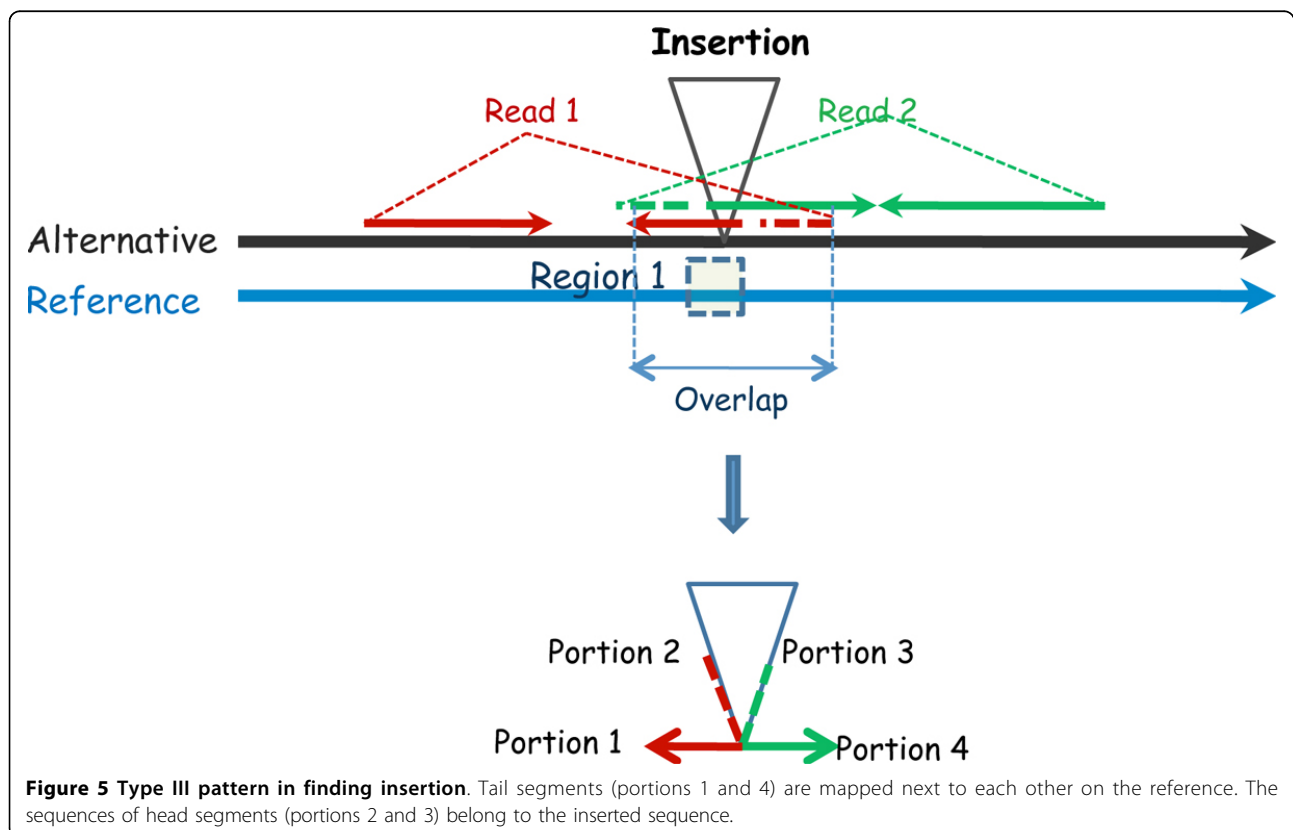 Insertion
Read 1
Read 2
Alternative
Region 1
Reference
Overlap
Portion 2
Portion 3
Portion 1
Portion 4
Figure 5 Type III pattern in finding insertion. Tail segments (portions 1 and 4) are mapped next to each other on the reference. The
sequences of head segments (portions 2 and 3) belong to the inserted sequence.